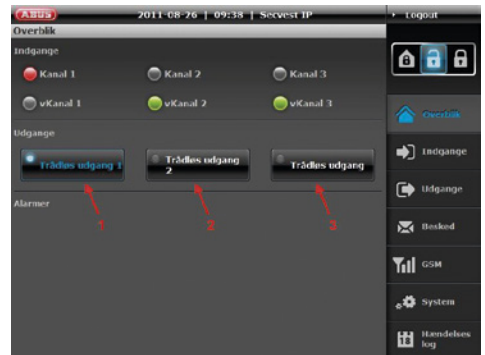 ABUS 2011-08-26 | 09:38 | Secvest IP Logout
Overblik
Indgange
Kanal 1 Kanal 2 Kanal 3
vKanal 1 vKanal 2 vKanal 3
Udgange
Trådløs udgang 1 Trådløs udgang 2 Trådløs udgang
1 2 3
Alarmer
Overblik
Indgange
Udgange
Besked
GSM
System
18 Hændelses
log